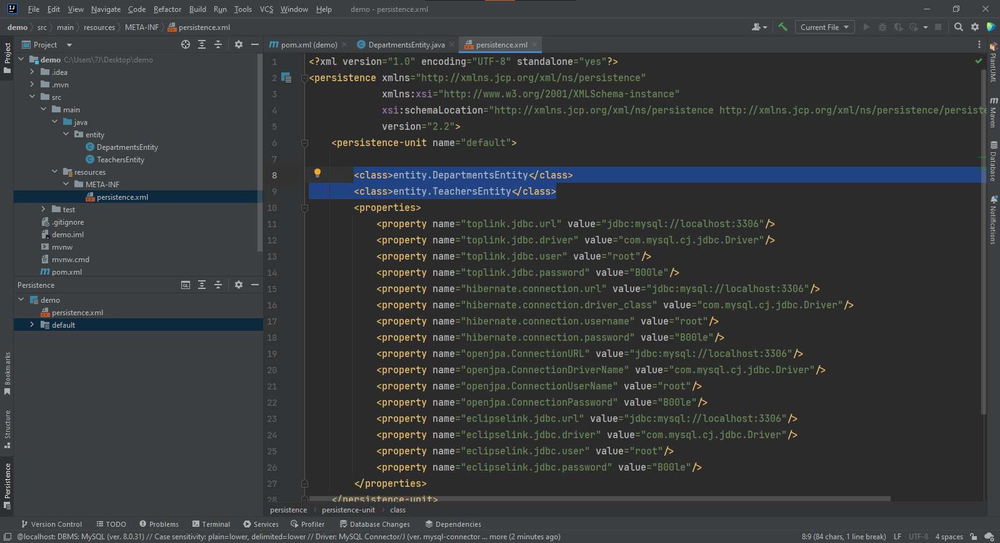 File Edit View Navigate Code Refactor Build Run Tools VCS Window Help demo - persistence.xml
demo src main resources META-INF persistence.xml Current File
Project
pom.xml (demo) DepartmentsEntity.java persistence.xml
demo C:\Users\7J\Desktop\demo
.idea
.mvn
src
main
java
entity
DepartmentsEntity
TeachersEntity
resources
META-INF
persistence.xml
test
.gitignore
demo.iml
mvnw
mvnw.cmd
pom.xml
Persistence
demo
persistence.xml
default
1 <?xml version="1.0" encoding="UTF-8" standalone="yes"?>
2 <persistence xmlns="http://xmlns.jcp.org/xml/ns/persistence"
3 xmlns:xsi="http://www.w3.org/2001/XMLSchema-instance"
4 xsi:schemaLocation="http://xmlns.jcp.org/xml/ns/persistence http://xmlns.jcp.org/xml/ns/persistence/persiste
5 version="2.2">
6 <persistence-unit name="default">
7
8 <class>entity.DepartmentsEntity</class>
9 <class>entity.TeachersEntity</class>
10 <properties>
11 <property name="toplink.jdbc.url" value="jdbc:mysql://localhost:3306"/>
12 <property name="toplink.jdbc.driver" value="com.mysql.cj.jdbc.Driver"/>
13 <property name="toplink.jdbc.user" value="root"/>
14 <property name="toplink.jdbc.password" value="B00le"/>
15 <property name="hibernate.connection.url" value="jdbc:mysql://localhost:3306"/>
16 <property name="hibernate.connection.driver_class" value="com.mysql.cj.jdbc.Driver"/>
17 <property name="hibernate.connection.username" value="root"/>
18 <property name="hibernate.connection.password" value="B00le"/>
19 <property name="openjpa.ConnectionURL" value="jdbc:mysql://localhost:3306"/>
20 <property name="openjpa.ConnectionDriverName" value="com.mysql.cj.jdbc.Driver"/>
21 <property name="openjpa.ConnectionUserName" value="root"/>
22 <property name="openjpa.ConnectionPassword" value="B00le"/>
23 <property name="eclipselink.jdbc.url" value="jdbc:mysql://localhost:3306"/>
24 <property name="eclipselink.jdbc.driver" value="com.mysql.cj.jdbc.Driver"/>
25 <property name="eclipselink.jdbc.user" value="root"/>
26 <property name="eclipselink.jdbc.password" value="B00le"/>
27 </properties>
28 </persistence-unit>
persistence persistence-unit class
Project
Bookmarks
Structure
Persistence
PlantUML
Maven
Database
Notifications
Version Control TODO Problems Terminal Services Profiler Database Changes Dependencies
@localhost: DBMS: MySQL (ver. 8.0.31) // Case sensitivity: plain=lower, delimited=lower // Driver: MySQL Connector/J (ver. mysql-connector ... more (2 minutes ago) 8:9 (84 chars, 1 line break) LF UTF-8 4 spaces